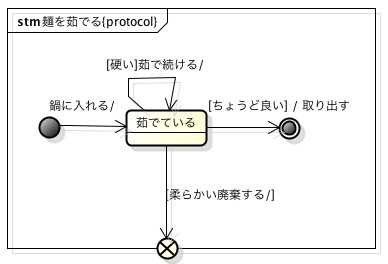 stm 麺を茹でる{protocol}
[硬い]茹で続ける/
鍋に入れる/
[ちょうど良い] / 取り出す
茹でている
[柔らかい廃棄する/]